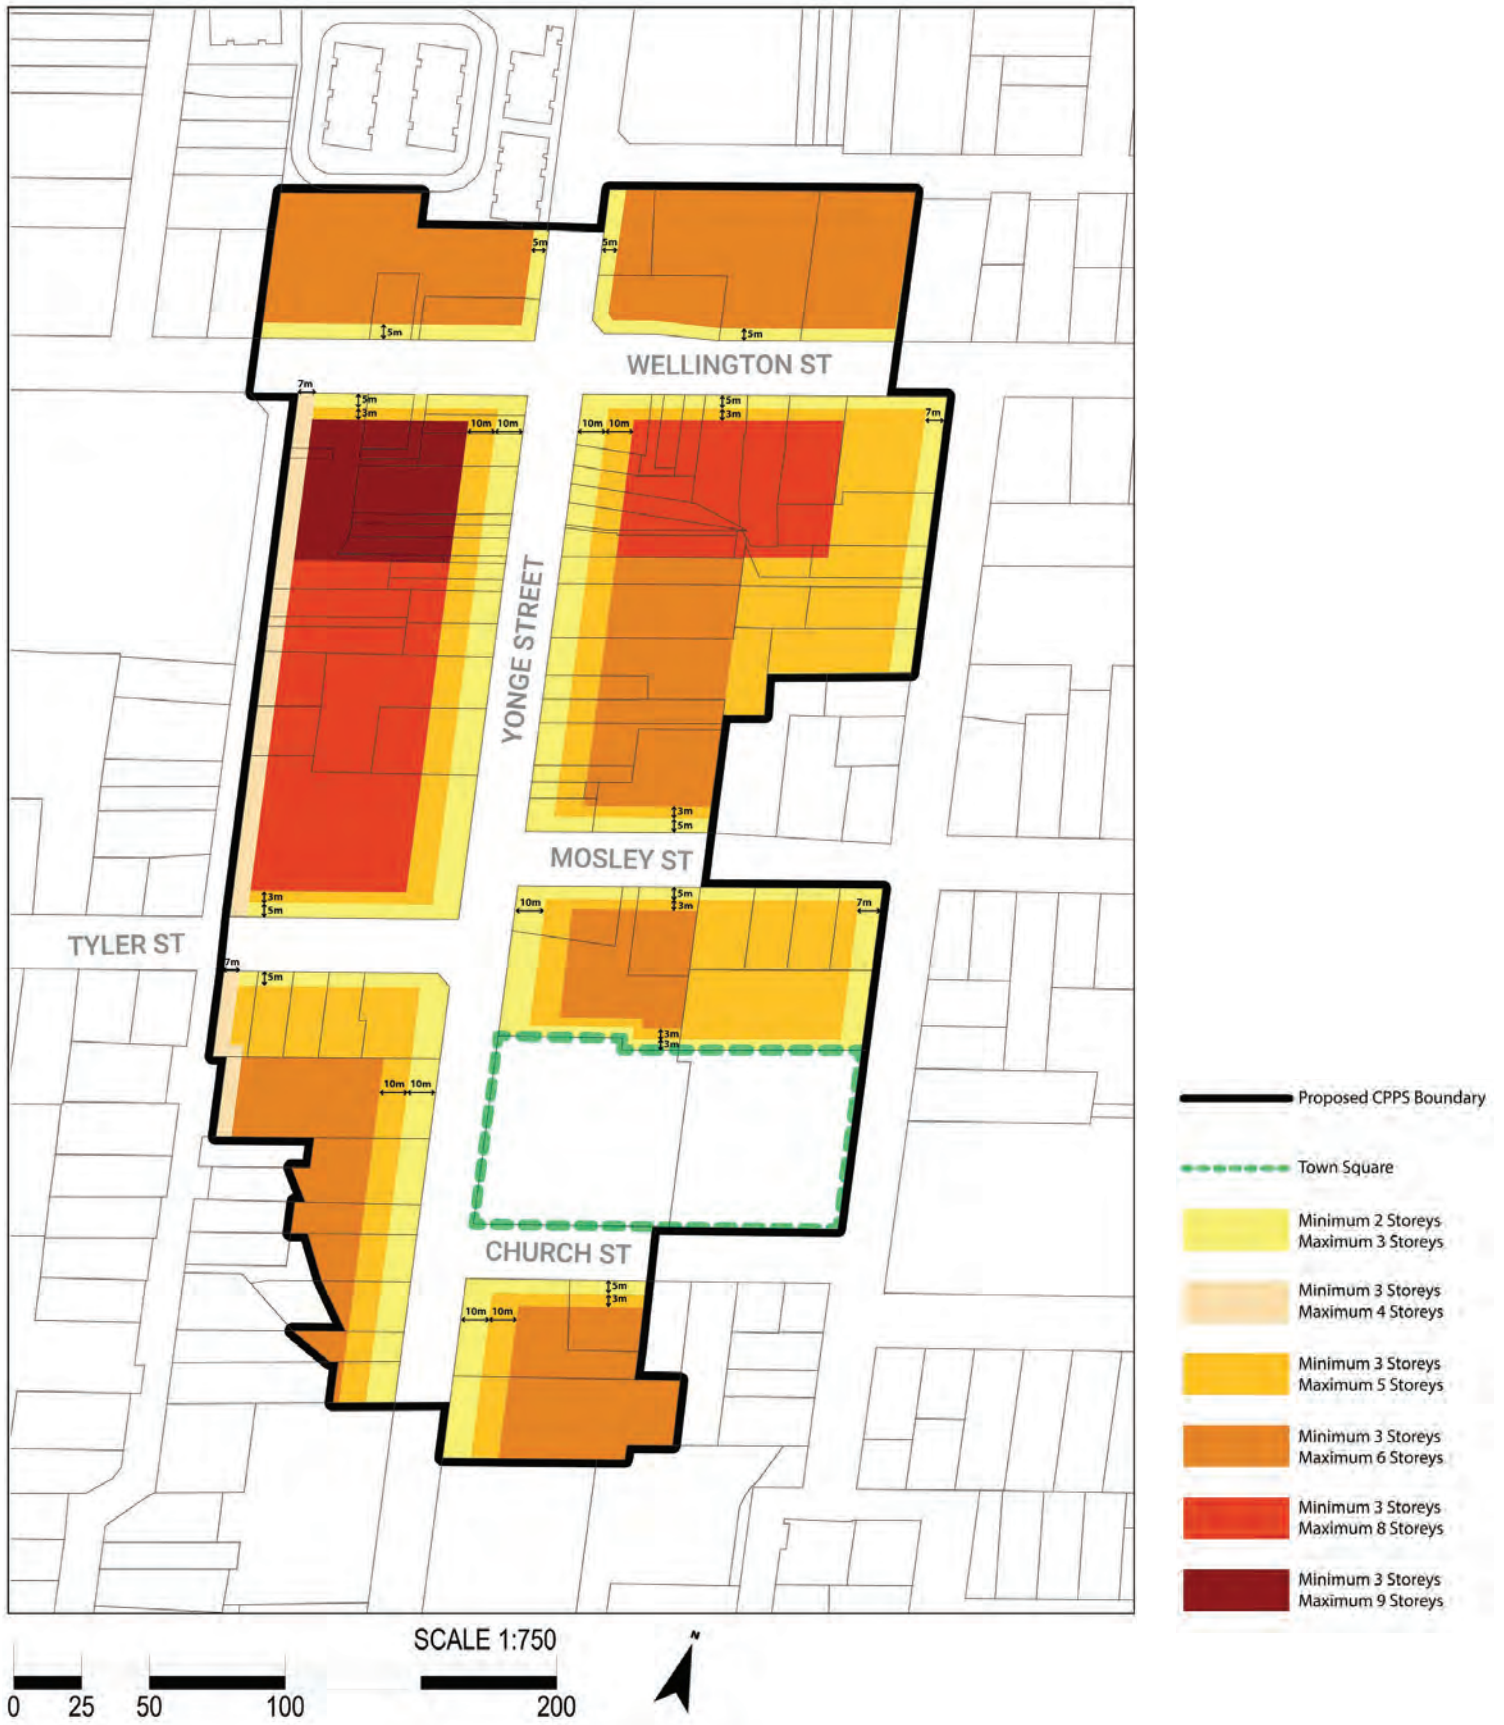 5m
5m
5m
5m
WELLINGTON ST
7m
5m
3m
10m
10m
10m
10m
5m
3m
7m
YONGE STREET
3m
5m
MOSLEY ST
3m
5m
TYLER ST
10m
5m
3m
7m
7m
5m
3m
3m
10m
10m
CHURCH ST
5m
3m
10m
10m
Proposed CPPS Boundary
Town Square
Minimum 2 Storeys
Maximum 3 Storeys
Minimum 3 Storeys
Maximum 4 Storeys
Minimum 3 Storeys
Maximum 5 Storeys
Minimum 3 Storeys
Maximum 6 Storeys
Minimum 3 Storeys
Maximum 8 Storeys
Minimum 3 Storeys
Maximum 9 Storeys
SCALE 1:750
N
0 25 50 100 200